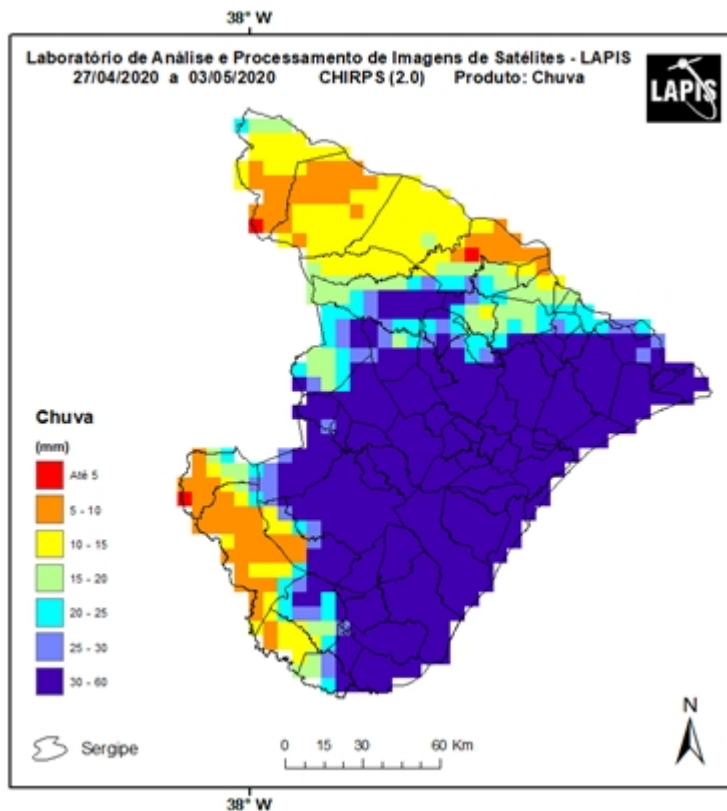 38° W
Laboratório de Análise e Processamento de Imagens de Satélites - LAPIS
27/04/2020 a 03/05/2020 CHIRPS (2.0) Produto: Chuva
LAPIS
Chuva
(mm)
Até 5
5 - 10
10 - 15
15 - 20
20 - 25
25 - 30
30 - 60
Sergipe
0 15 30 60 Km
N
38° W